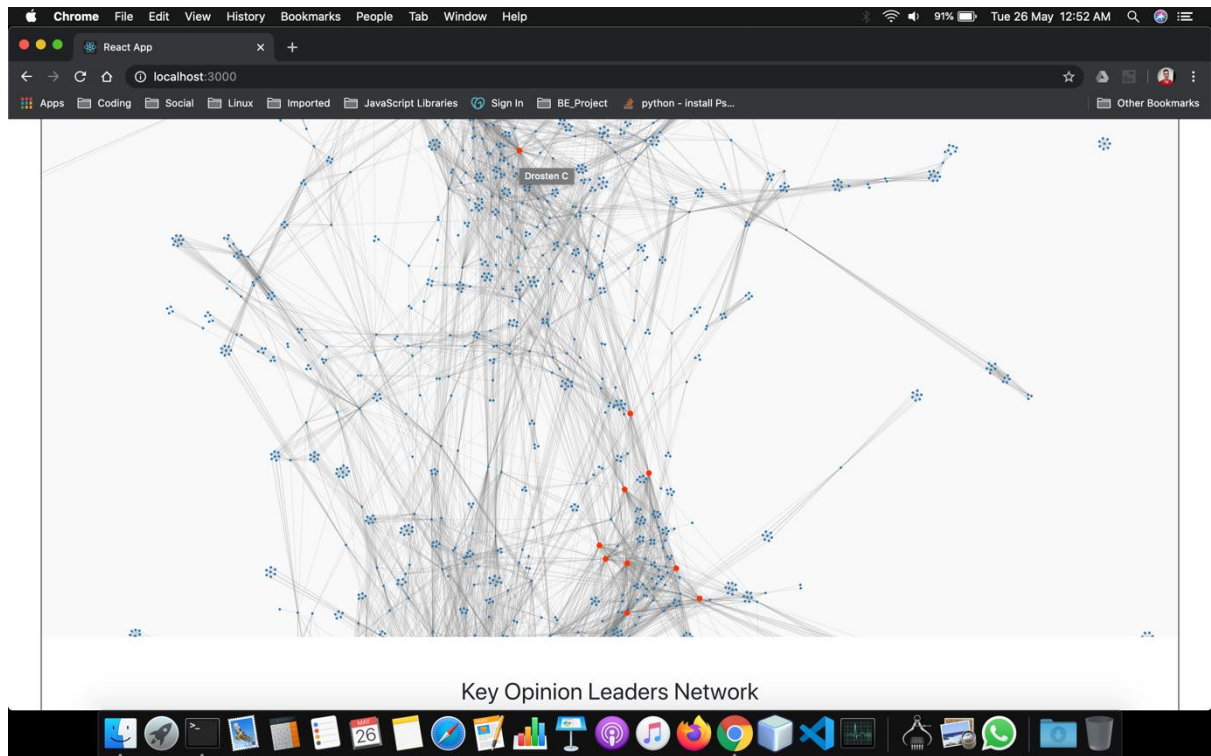 Chrome File Edit View History Bookmarks People Tab Window Help 91% Tue 26 May 12:52 AM
React App
localhost:3000
Apps Coding Social Linux Imported JavaScript Libraries Sign In BE_Project python - install Ps... Other Bookmarks
Drosten C
Key Opinion Leaders Network
MAY
26